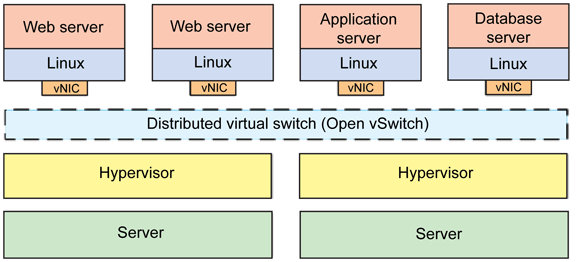 Web server
Web server
Application
server
Database
server
Linux
Linux
Linux
Linux
vNIC
vNIC
vNIC
vNIC
Distributed virtual switch (Open vSwitch)
Hypervisor
Hypervisor
Server
Server